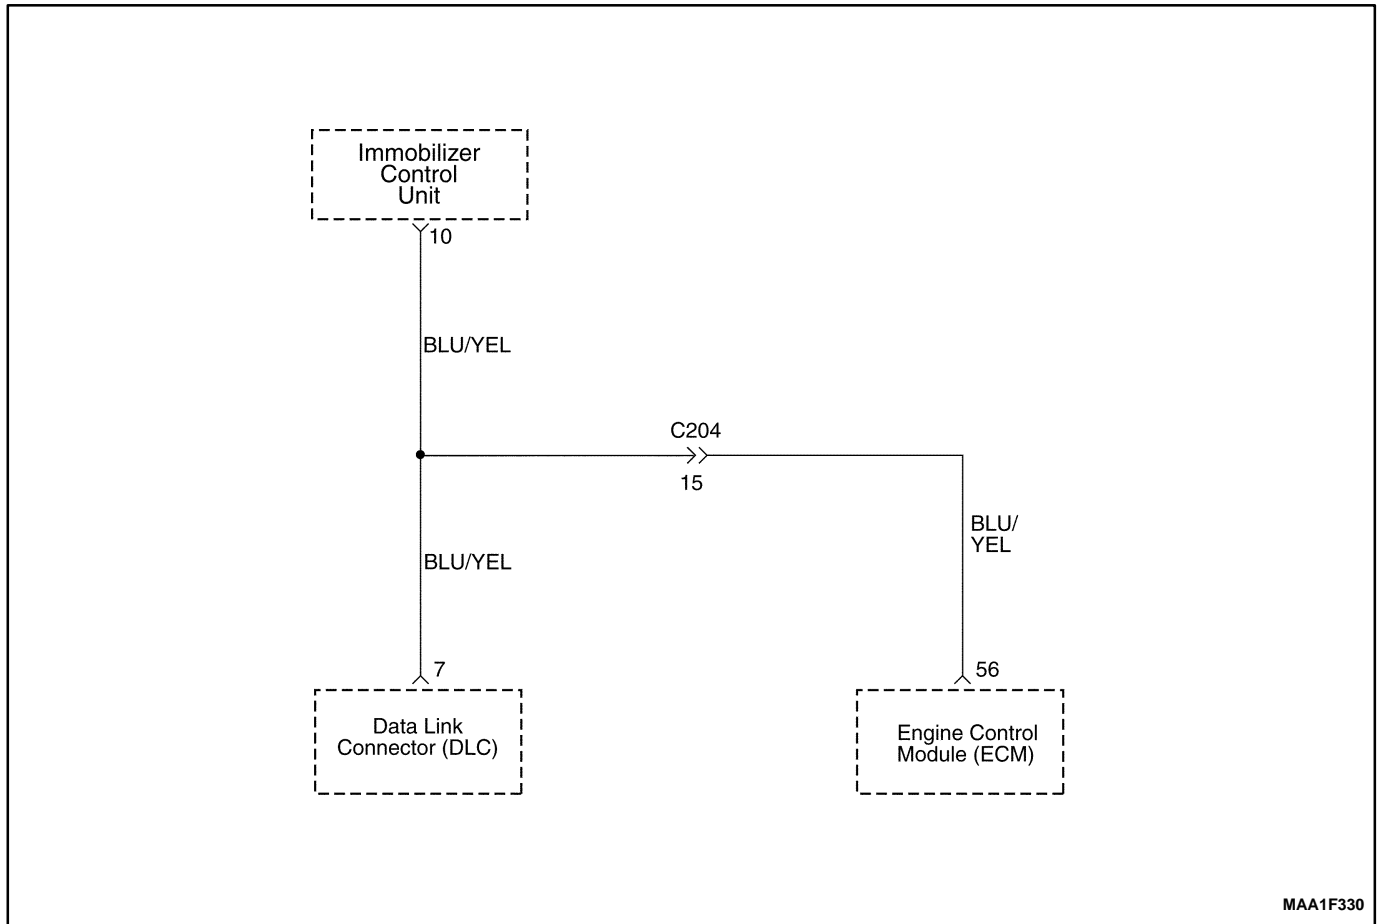 Immobilizer
Control
Unit
10
BLU/YEL
C204
15
BLU/
YEL
BLU/YEL
7
56
Data Link
Connector (DLC)
Engine Control
Module (ECM)
MAA1F330